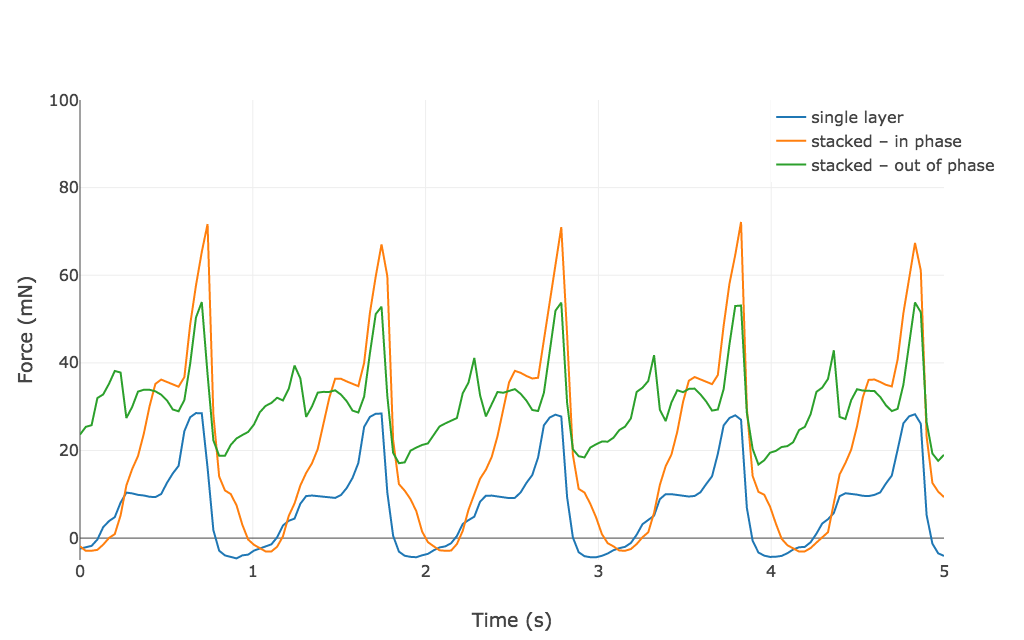 100
80
60
40
20
0
single layer
stacked – in phase
stacked – out of phase
Force (mN)
0 1 2 3 4 5
Time (s)